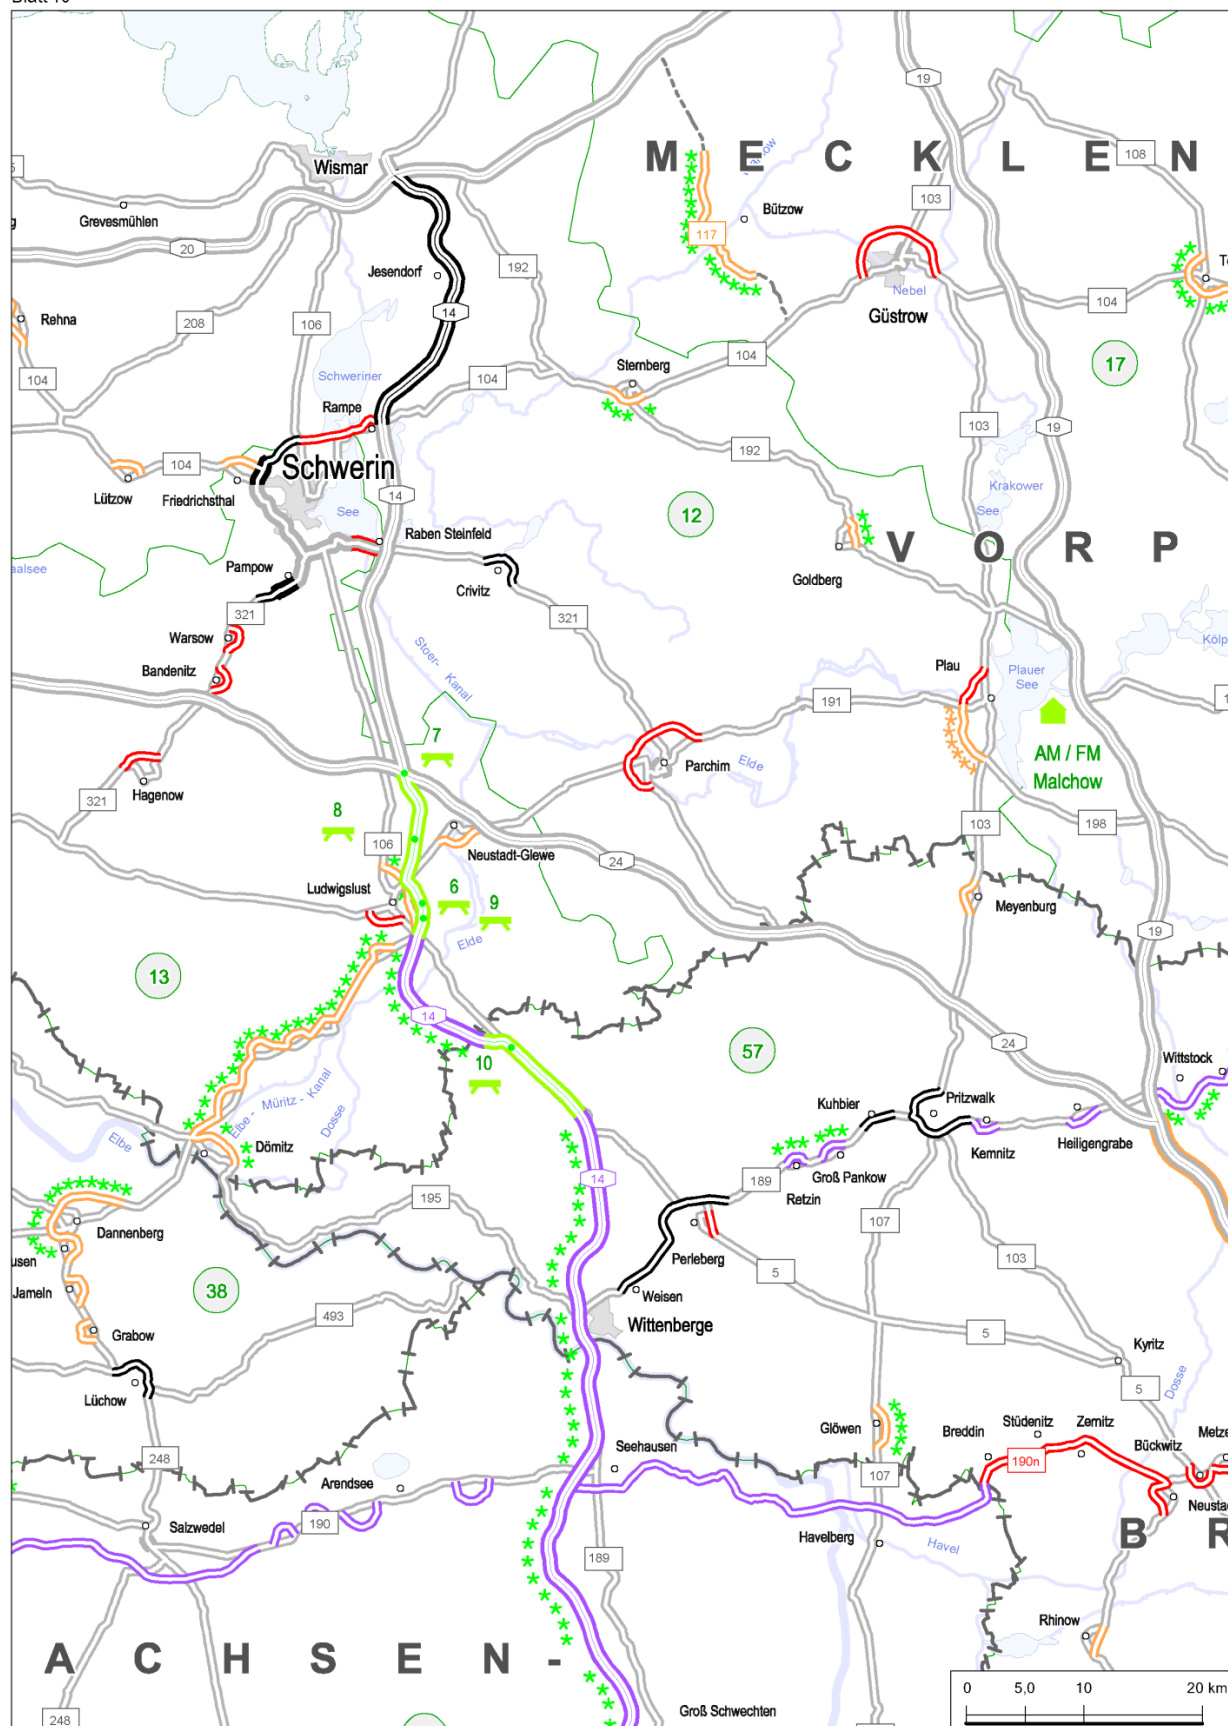 19
M E C K L E N
108
Wismar
Bützow
103
Grevesmühlen
117
20
Jesendorf
192
Nebel
104
Güstrow
14
Rehna
208
106
104
17
Schweriner
Sternberg
104
104
Rampe
103
19
192
Schwerin
104
Lützow
Friedrichsthal
14
Krakower
See
See
12
Raben Steinfeld
V O R P
Pampow
Crivitz
Goldberg
321
321
Warsow
Stoer-
Kanal
Bandenitz
Plau
Plauer
See
191
7
AM / FM
Malchow
Parchim
Elde
Hagenow
321
8
103
198
106
Neustadt-Glewe
24
Ludwigslust
6
9
Meyenburg
19
Elde
13
14
24
57
10
Wittstock
Elbe - Müritz - Kanal
Dosse
Kuhbier
Pritzwalk
Elbe
Dömitz
Kemnitz
Heiligengrabe
Groß Pankow
189
Retzin
14
195
Dannenberg
107
usen
Perleberg
103
5
Jameln
38
Weisen
493
Wittenberge
Grabow
5
Kyritz
Lüchow
5
Dosse
Glöwen
Stüdenitz
Zernitz
Breddin
Bückwitz
Metze
Seehausen
248
190n
107
Arendsee
Neustad
190
Salzwedel
Havelberg
Havel
B R
189
Rhinow
A C H S E N -
0 5,0 10 20 km
248
Groß Schwechten